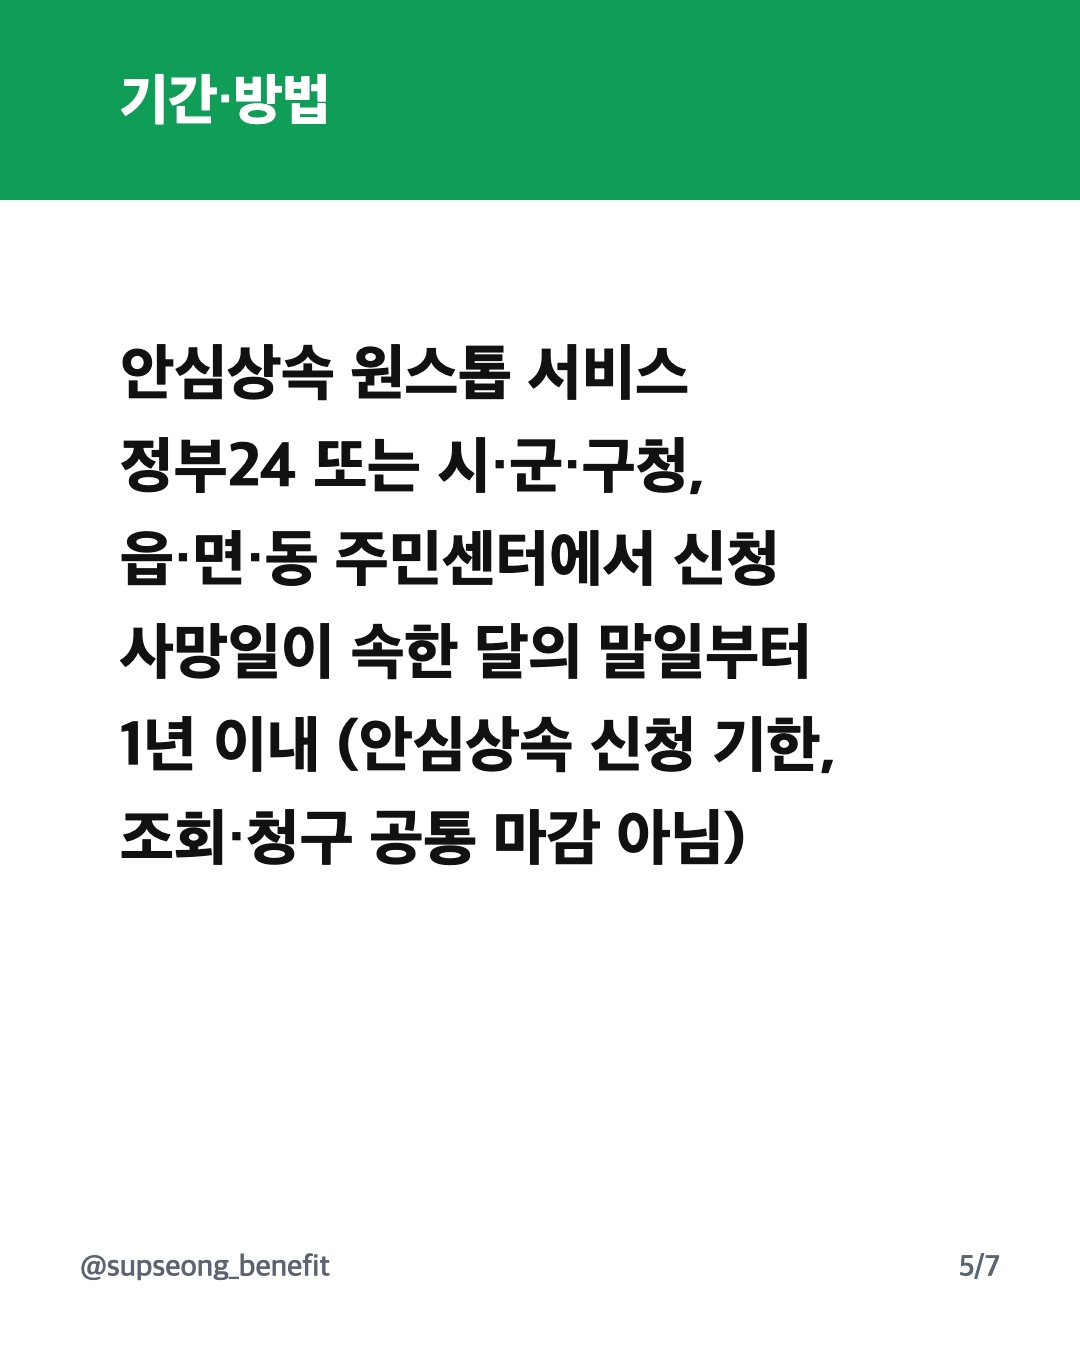 기간·방법
안심상속 원스톱 서비스
정부24 또는 시·군·구청,
읍·면·동 주민센터에서 신청
사망일이 속한 달의 말일부터
1년 이내 (안심상속 신청 기한,
조회·청구 공통 마감 아님)
@supseong_benefit
5/7